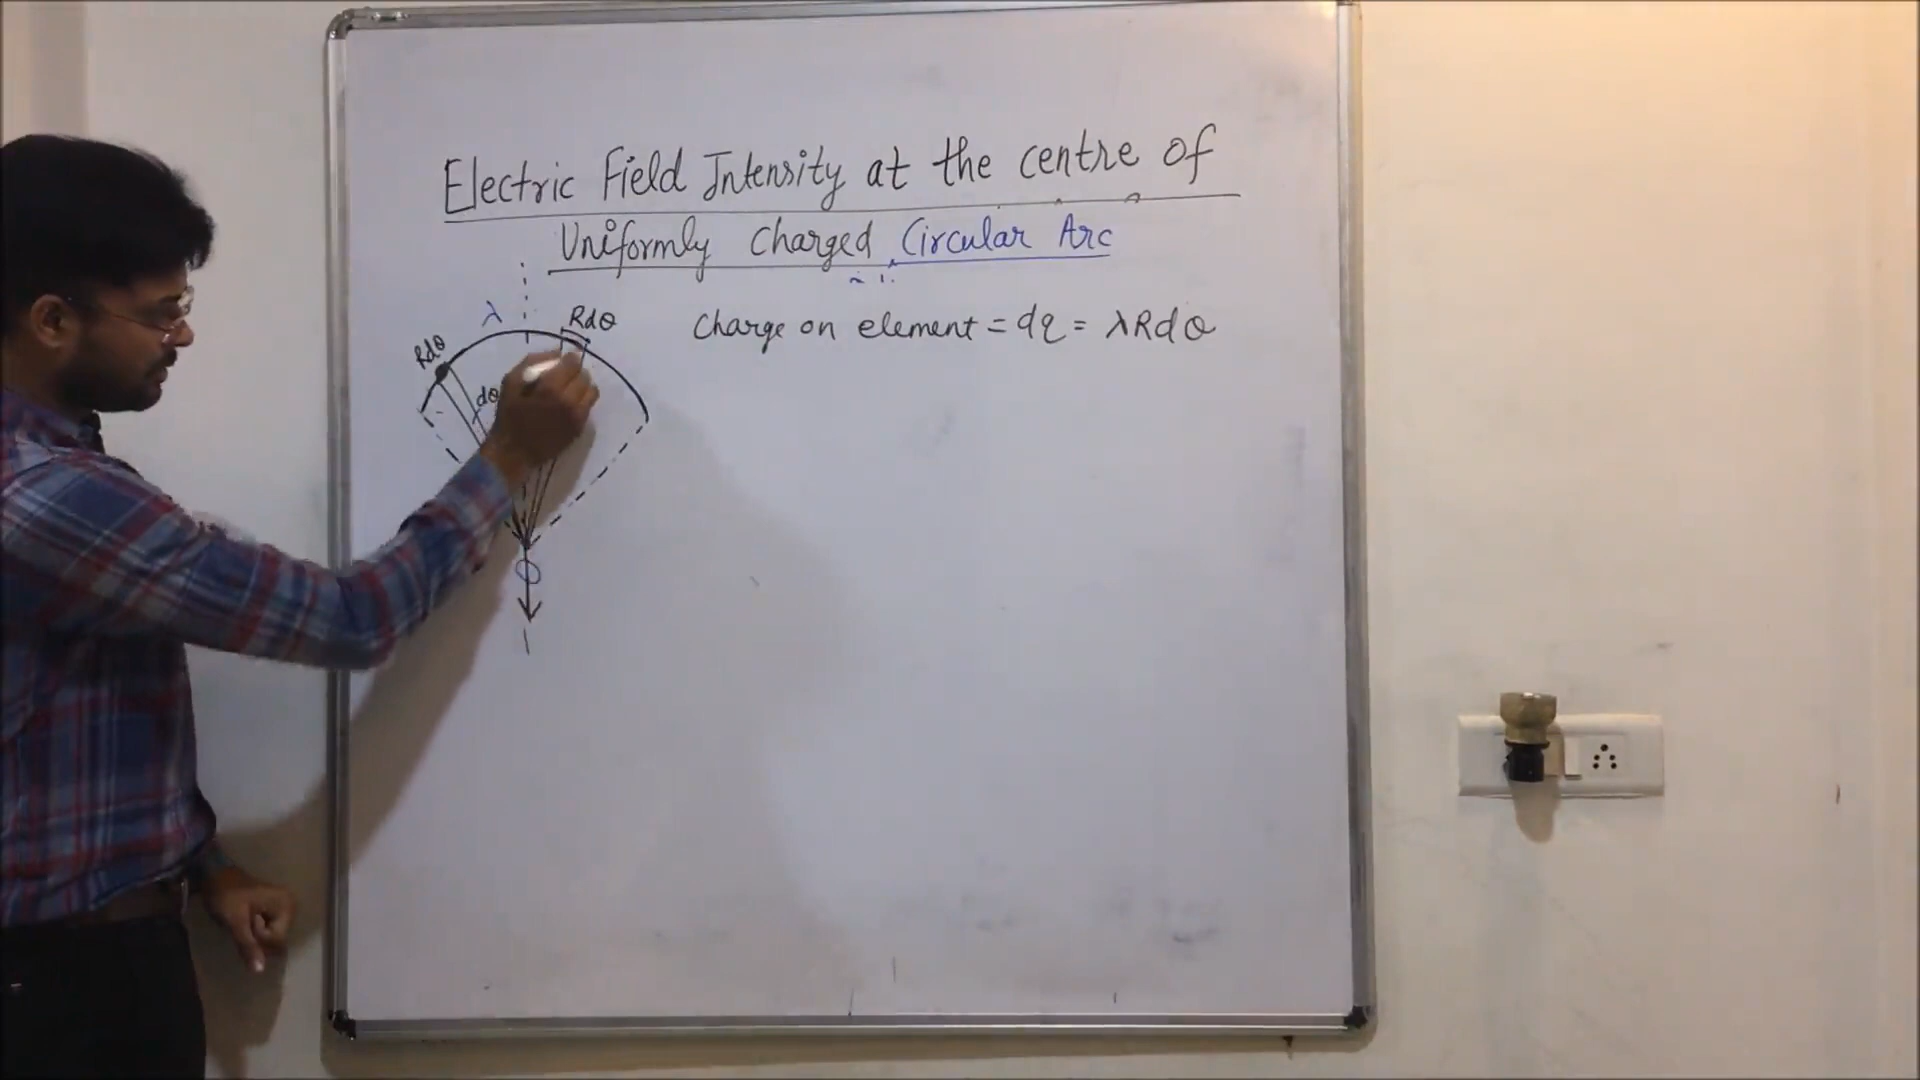 Electric Field Intensity at the centre of
Uniformly Charged Circular Arc
λ
Rdθ
Charge on element = dq = λRdθ
Rdθ
dθ
O